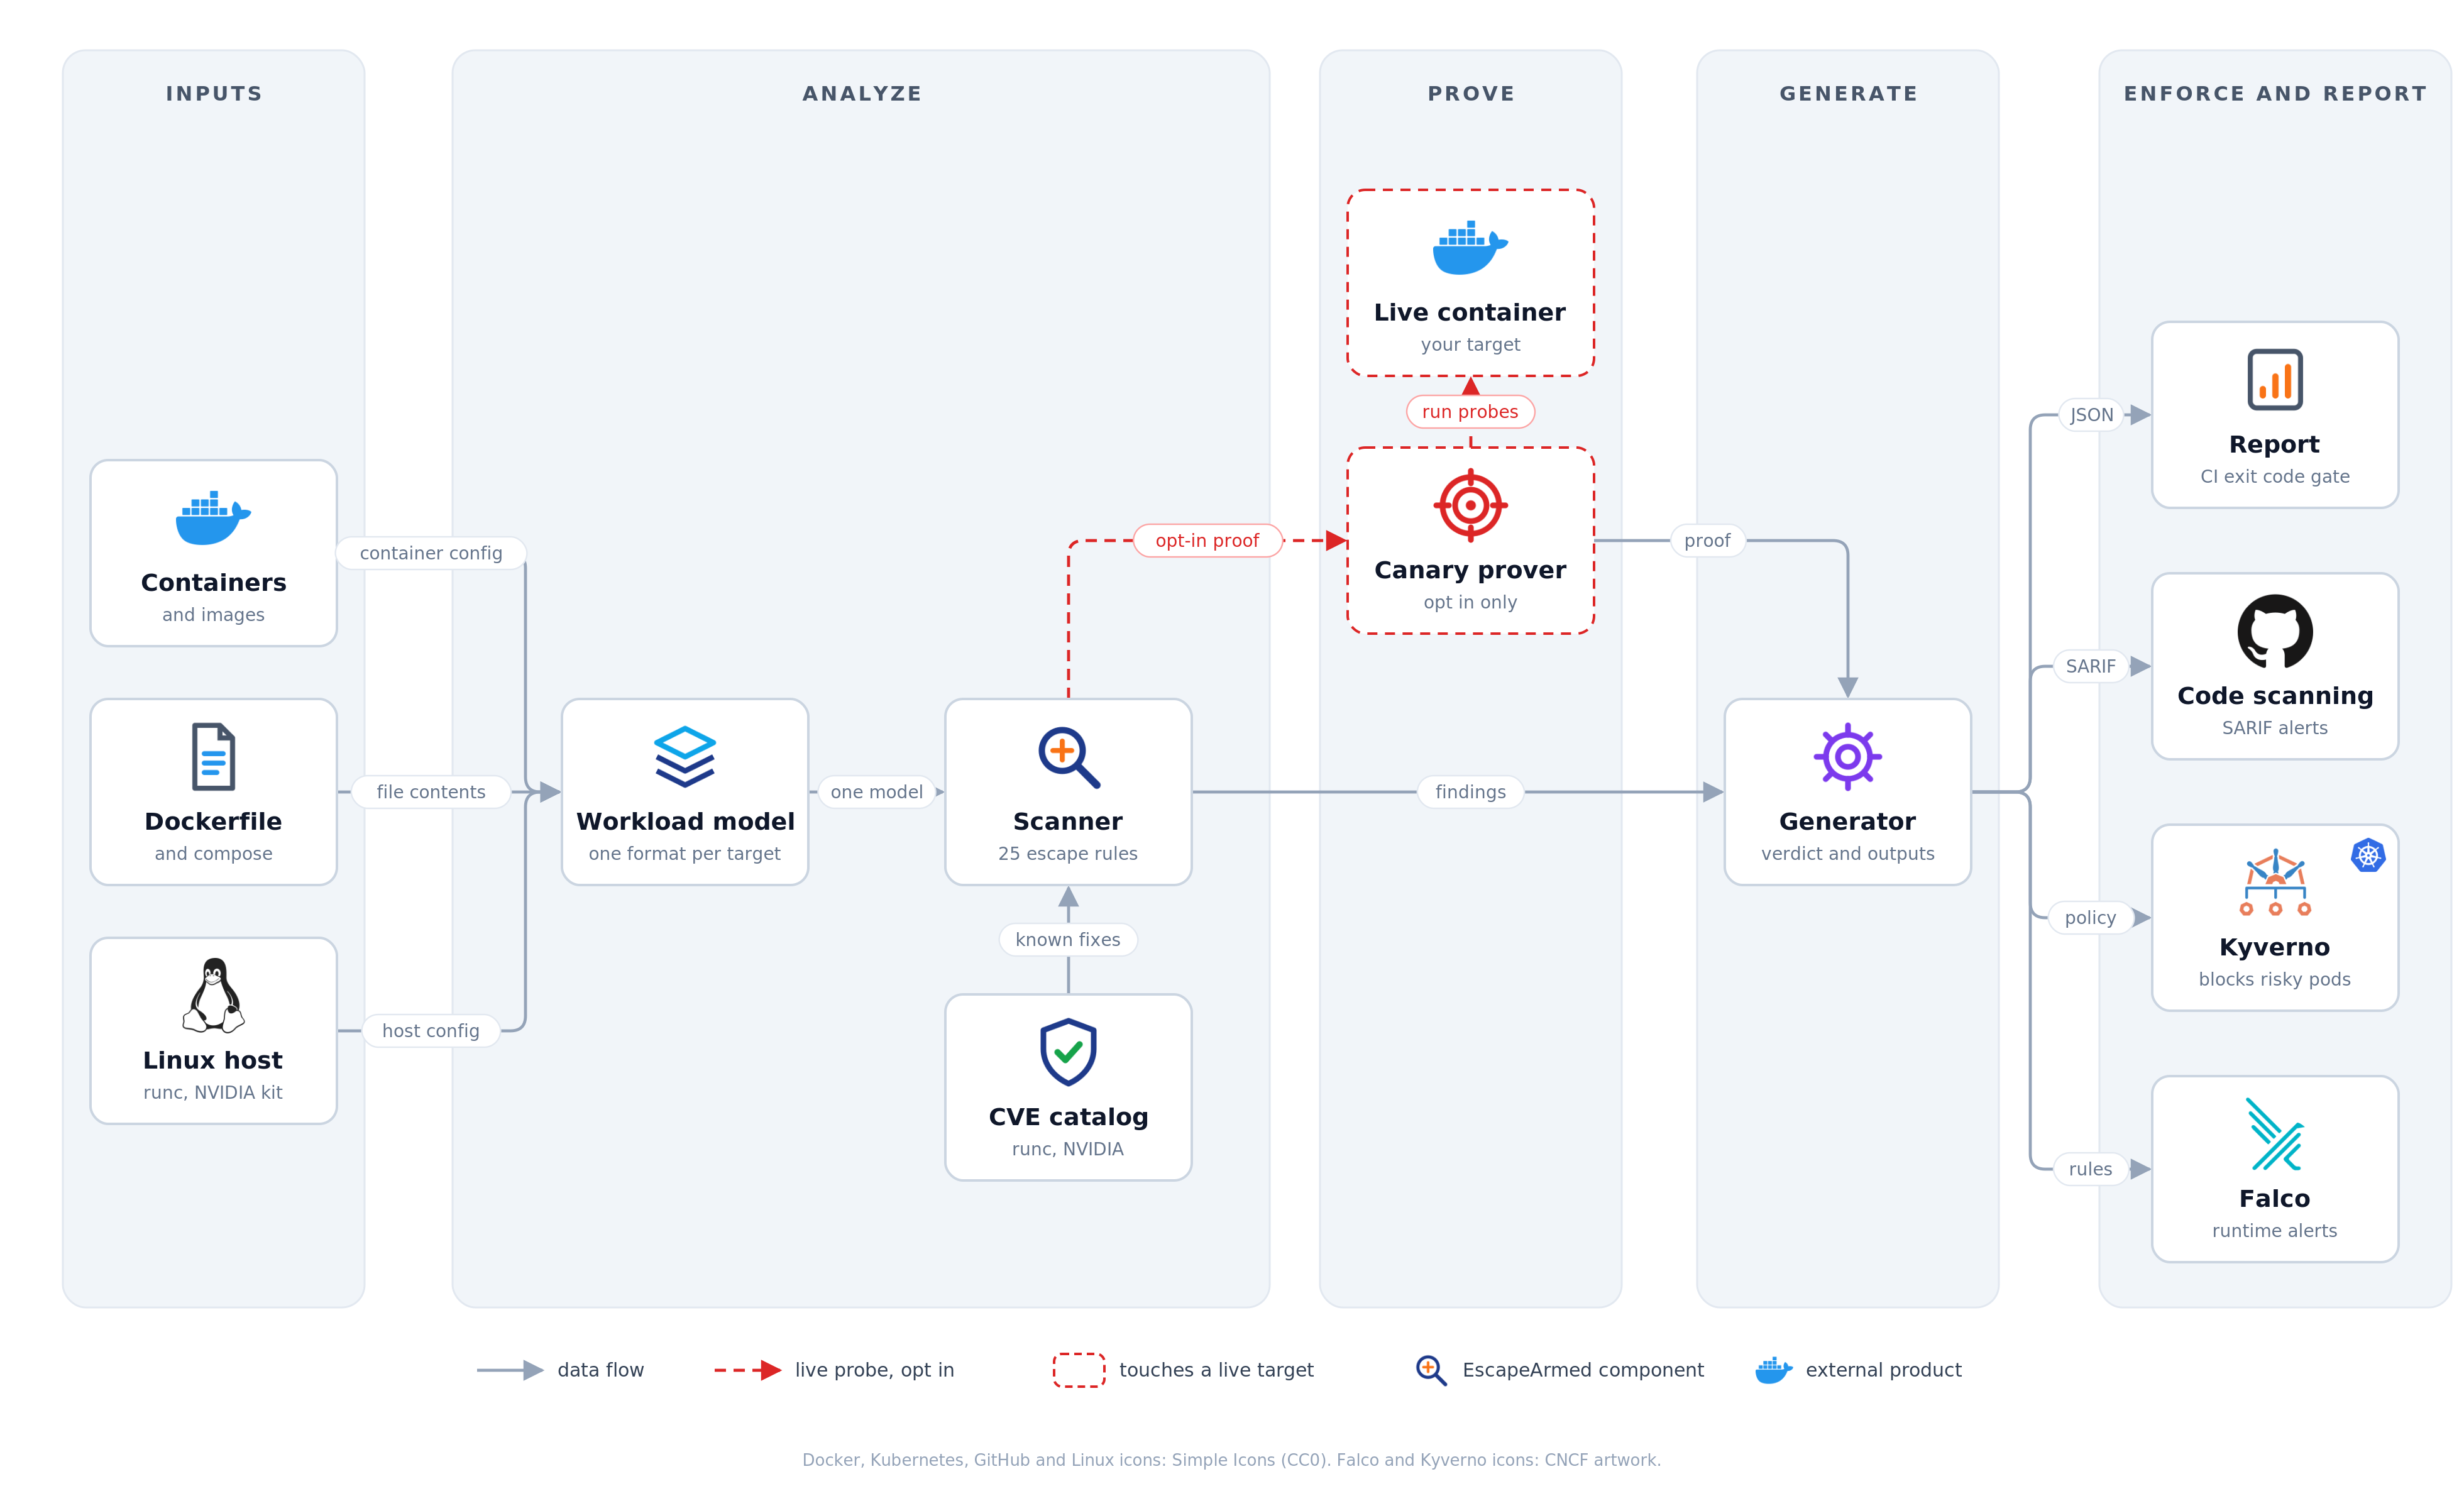 INPUTS
ANALYZE
PROVE
GENERATE
ENFORCE AND REPORT
Containers
and images
Dockerfile
and compose
Linux host
runc, NVIDIA kit
container config
file contents
host config
Workload model
one format per target
one model
Scanner
25 escape rules
known fixes
CVE catalog
runc, NVIDIA
opt-in proof
Live container
your target
run probes
Canary prover
opt in only
findings
proof
Generator
verdict and outputs
JSON
SARIF
policy
rules
Report
CI exit code gate
Code scanning
SARIF alerts
Kyverno
blocks risky pods
Falco
runtime alerts
data flow
live probe, opt in
touches a live target
EscapeArmed component
external product
Docker, Kubernetes, GitHub and Linux icons: Simple Icons (CC0). Falco and Kyverno icons: CNCF artwork.